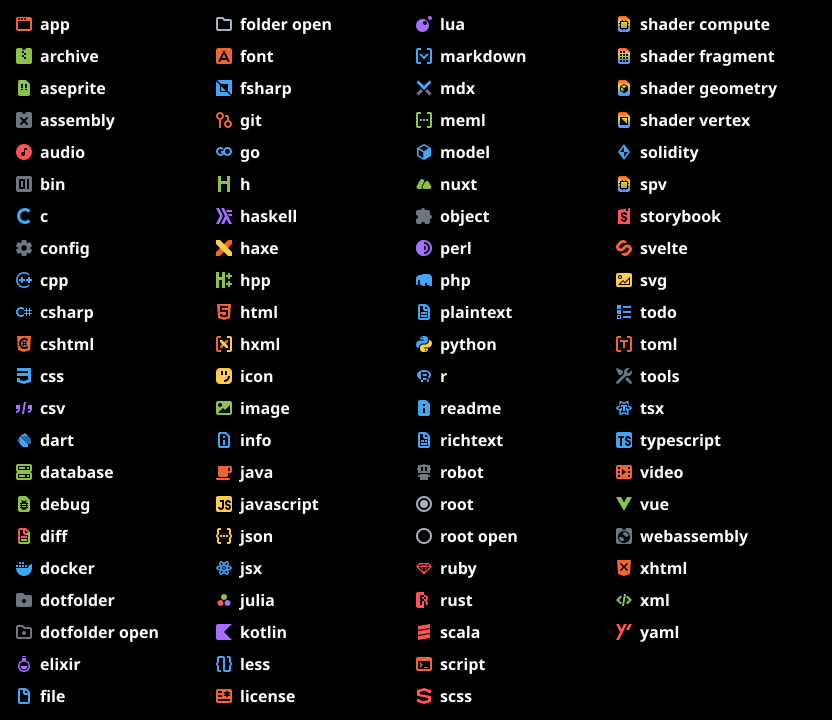 app
archive
aseprite
assembly
audio
bin
c
config
cpp
csharp
cshtml
css
csv
dart
database
debug
diff
docker
dotfolder
dotfolder open
elixir
file
folder open
font
fsharp
git
go
h
haskell
haxe
hpp
html
hxml
icon
image
info
java
javascript
json
jsx
julia
kotlin
less
license
lua
markdown
mdx
meml
model
nuxt
object
perl
php
plaintext
python
r
readme
richtext
robot
root
root open
ruby
rust
scala
script
scss
shader compute
shader fragment
shader geometry
shader vertex
solidity
spv
storybook
svelte
svg
todo
toml
tools
tsx
typescript
video
vue
webassembly
xhtml
xml
yaml